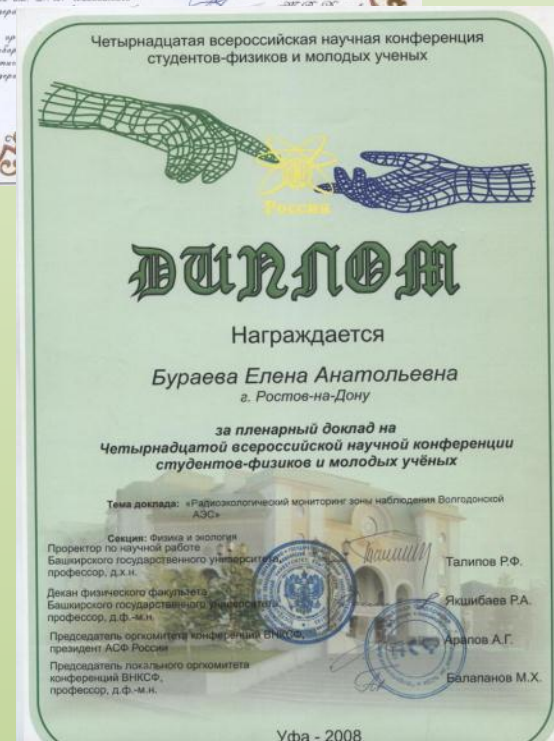 Четырнадцатая всероссийская научная конференция
студентов-физиков и молодых ученых
России
ДИПЛОМ
Награждается
Бураева Елена Анатольевна
г. Ростов-на-Дону
за пленарный доклад на
Четырнадцатой всероссийской научной конференции
студентов-физиков и молодых учёных
Тема доклада: «Радиоэкологический мониторинг зоны наблюдения Волгодонской
АЭС»
Секция: Физика и экология
Проректор по научной работе
Башкирского государственного университета,
профессор, д.х.н.
Талипов Р.Ф.
Декан физического факультета
Башкирского государственного университета
профессор, д.ф.-м.н.
Якшибаев Р.А.
Председатель оргкомитета конференций ВНКСФ,
президент АСФ России
Арапов А.Г.
Председатель локального оргкомитета
конференций ВНКСФ,
профессор, д.ф.-м.н.
Балапанов М.Х.
Уфа - 2008